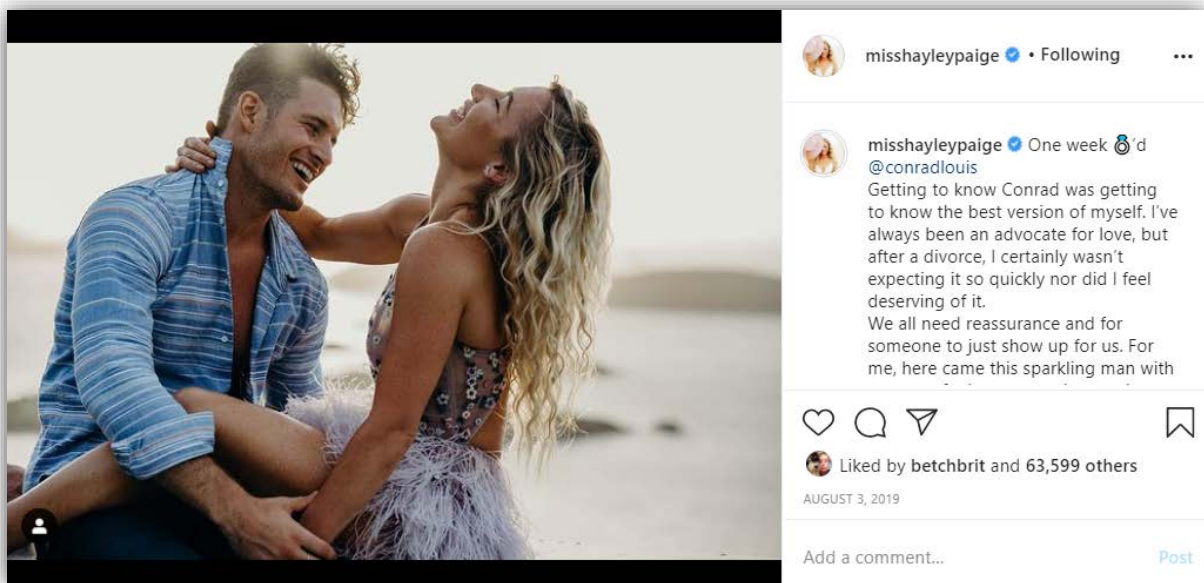 misshayleypaige • Following
misshayleypaige One week 💍'd
@conradlouis
Getting to know Conrad was getting
to know the best version of myself. I've
always been an advocate for love, but
after a divorce, I certainly wasn't
expecting it so quickly nor did I feel
deserving of it.
We all need reassurance and for
someone to just show up for us. For
me, here came this sparkling man with
Liked by betchbrit and 63,599 others
AUGUST 3, 2019
Add a comment...
Post